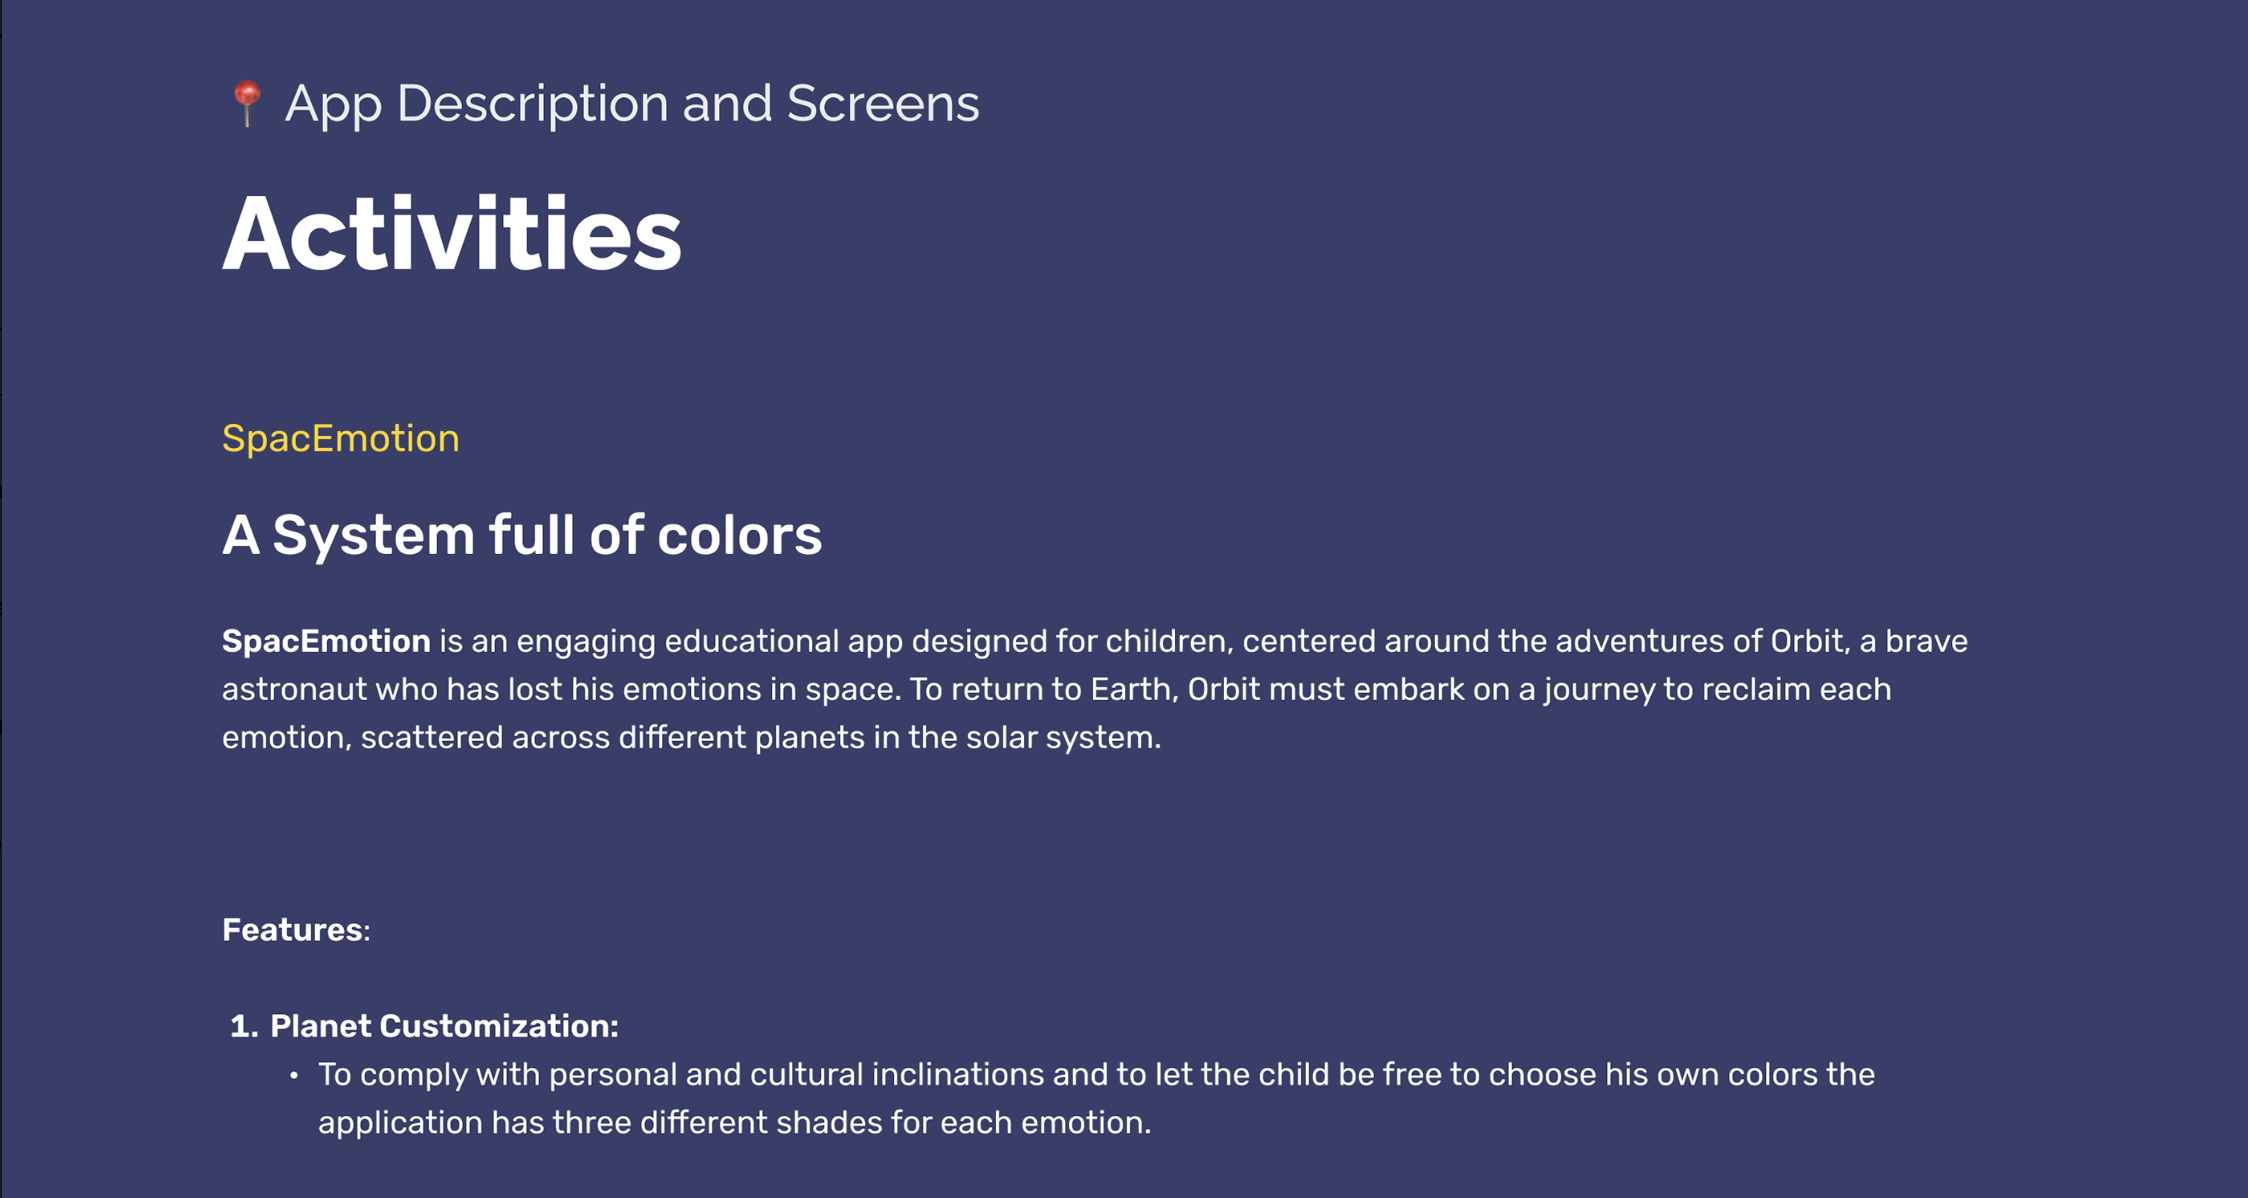 App Description and Screens
Activities
SpacEmotion
A System full of colors
SpacEmotion is an engaging educational app designed for children, centered around the adventures of Orbit, a brave
astronaut who has lost his emotions in space. To return to Earth, Orbit must embark on a journey to reclaim each
emotion, scattered across different planets in the solar system.
Features:
1. Planet Customization:
• To comply with personal and cultural inclinations and to let the child be free to choose his own colors the
application has three different shades for each emotion.